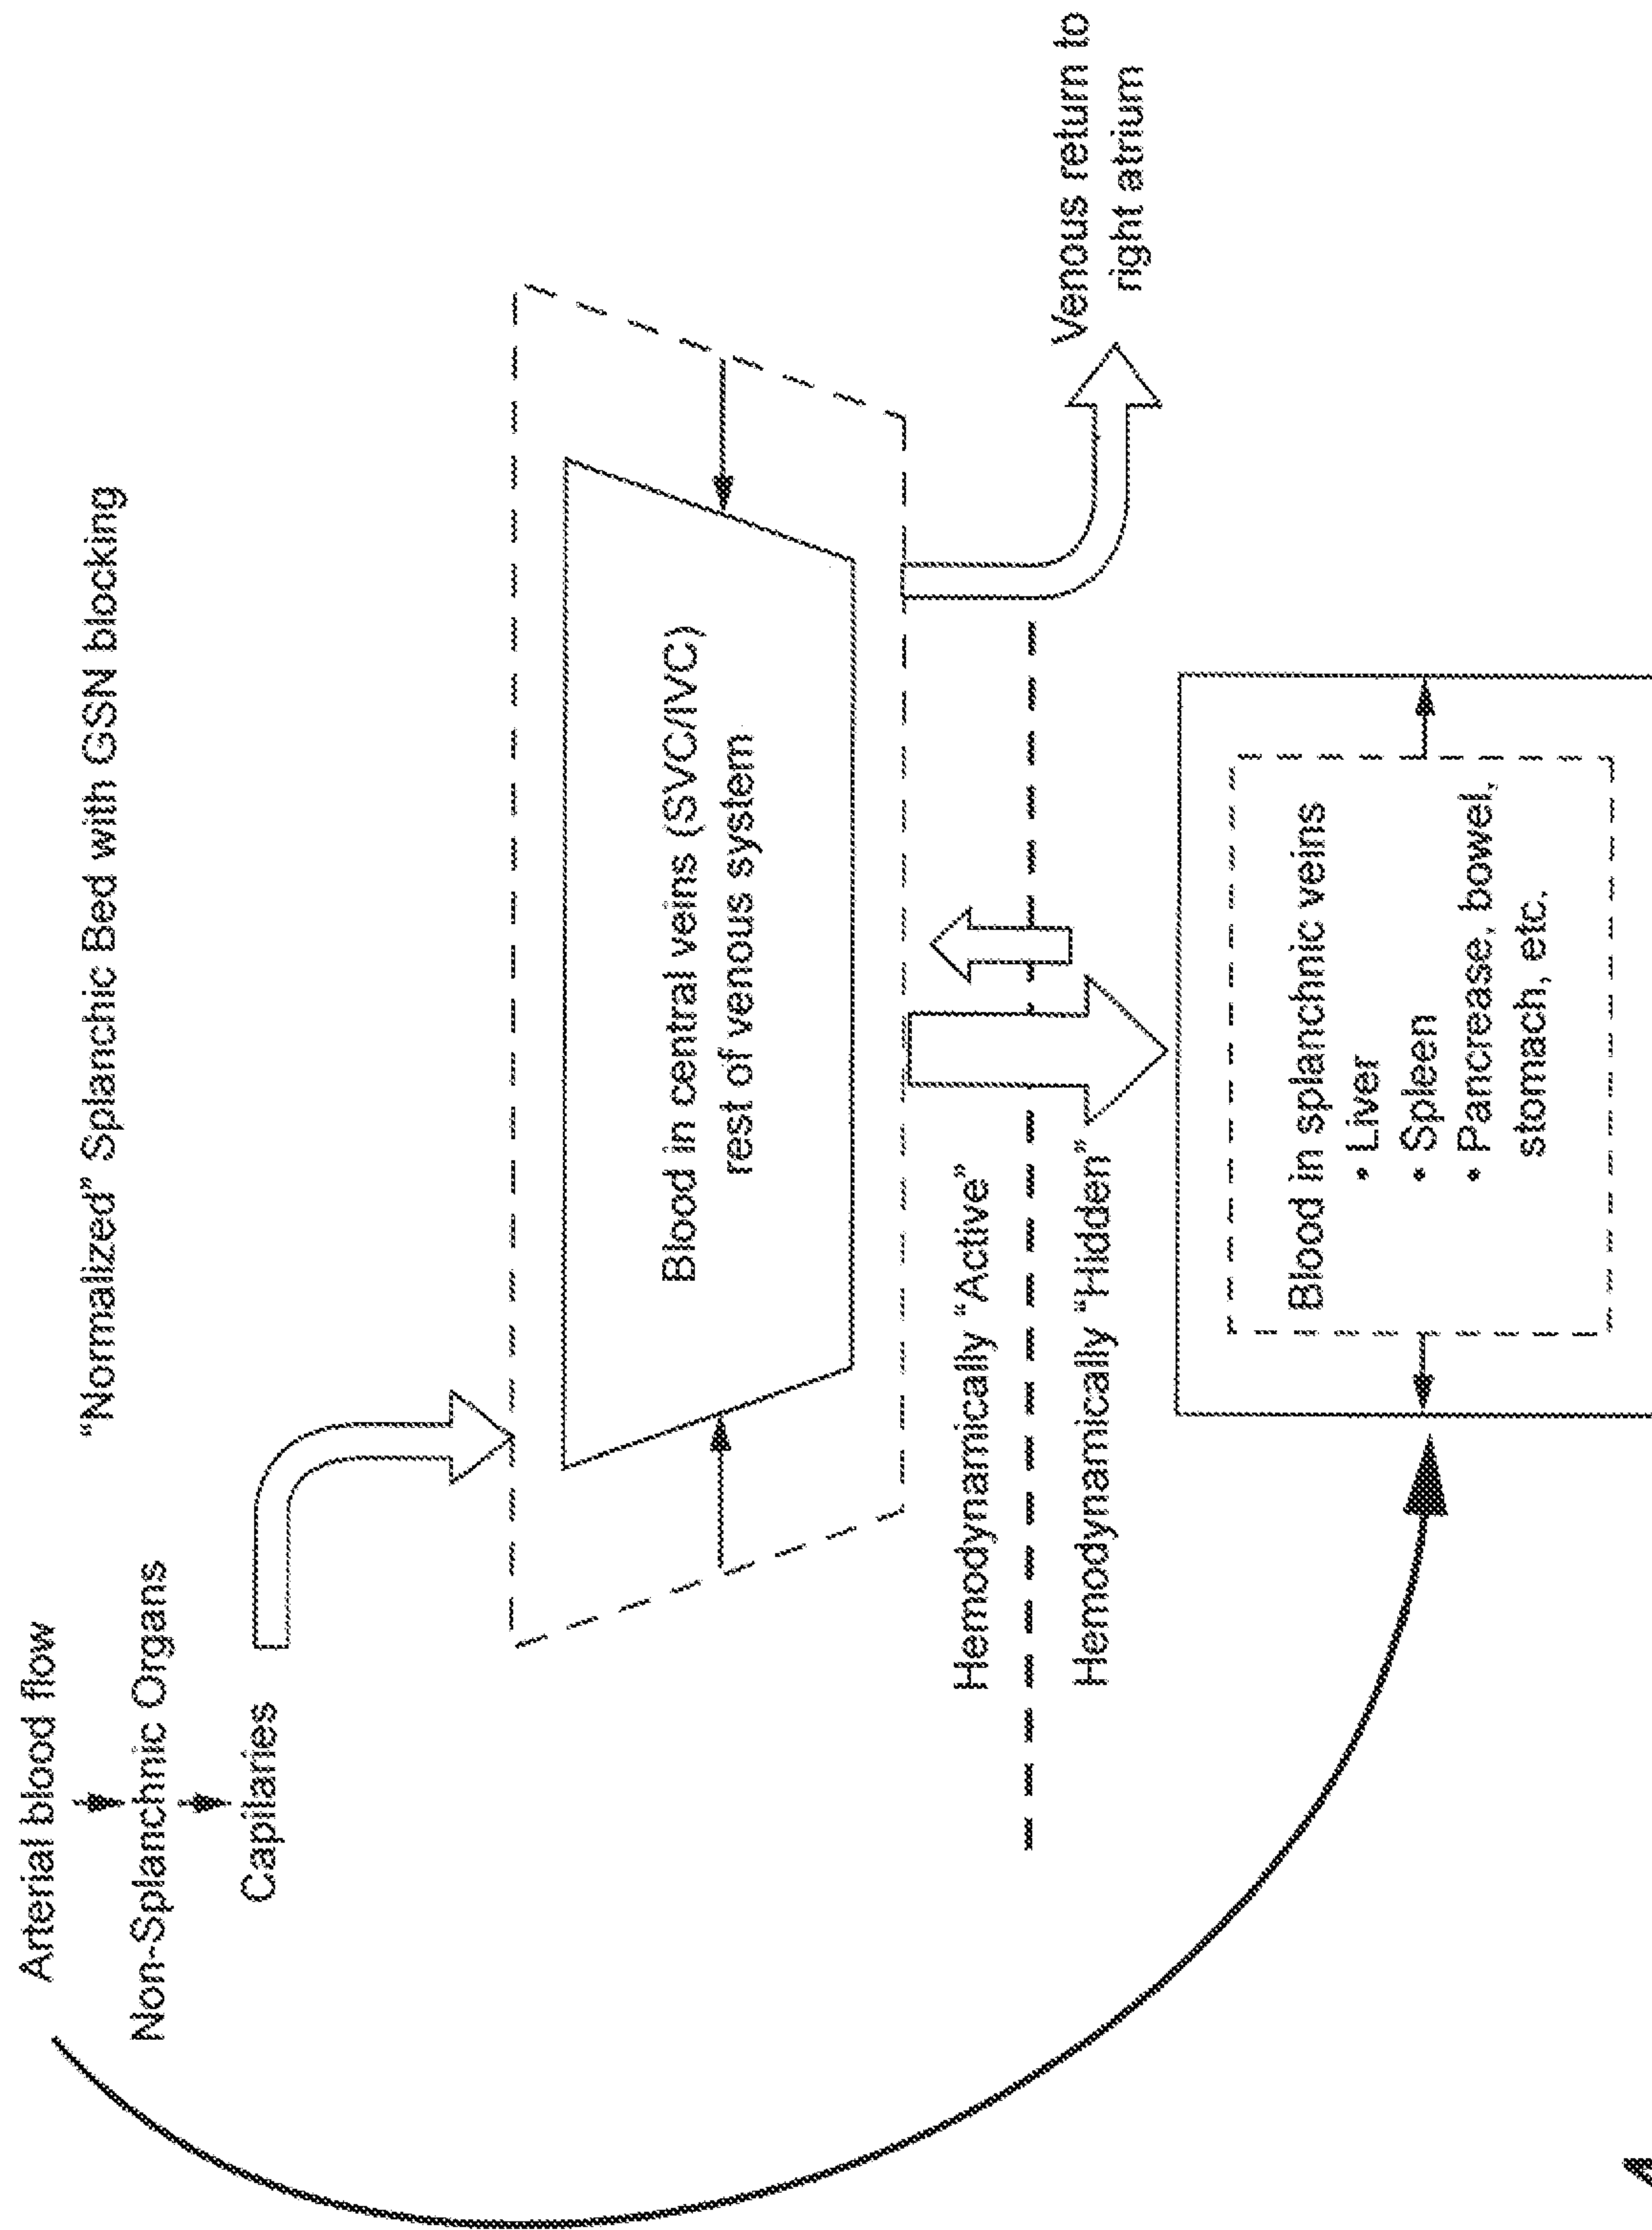 "Normalized" Splanchic Bed with GSN blocking
Arterial blood flow
Non-Splanchnic Organs
Capilaries
Blood in central veins (SVC/IVC)
rest of venous system
Hemodynamically "Active"
Hemodynamically "Hidden"
Venous return to
right atrium
Blood in splanchnic veins
• Liver
• Spleen
• Pancrease, bowel,
stomach, etc.